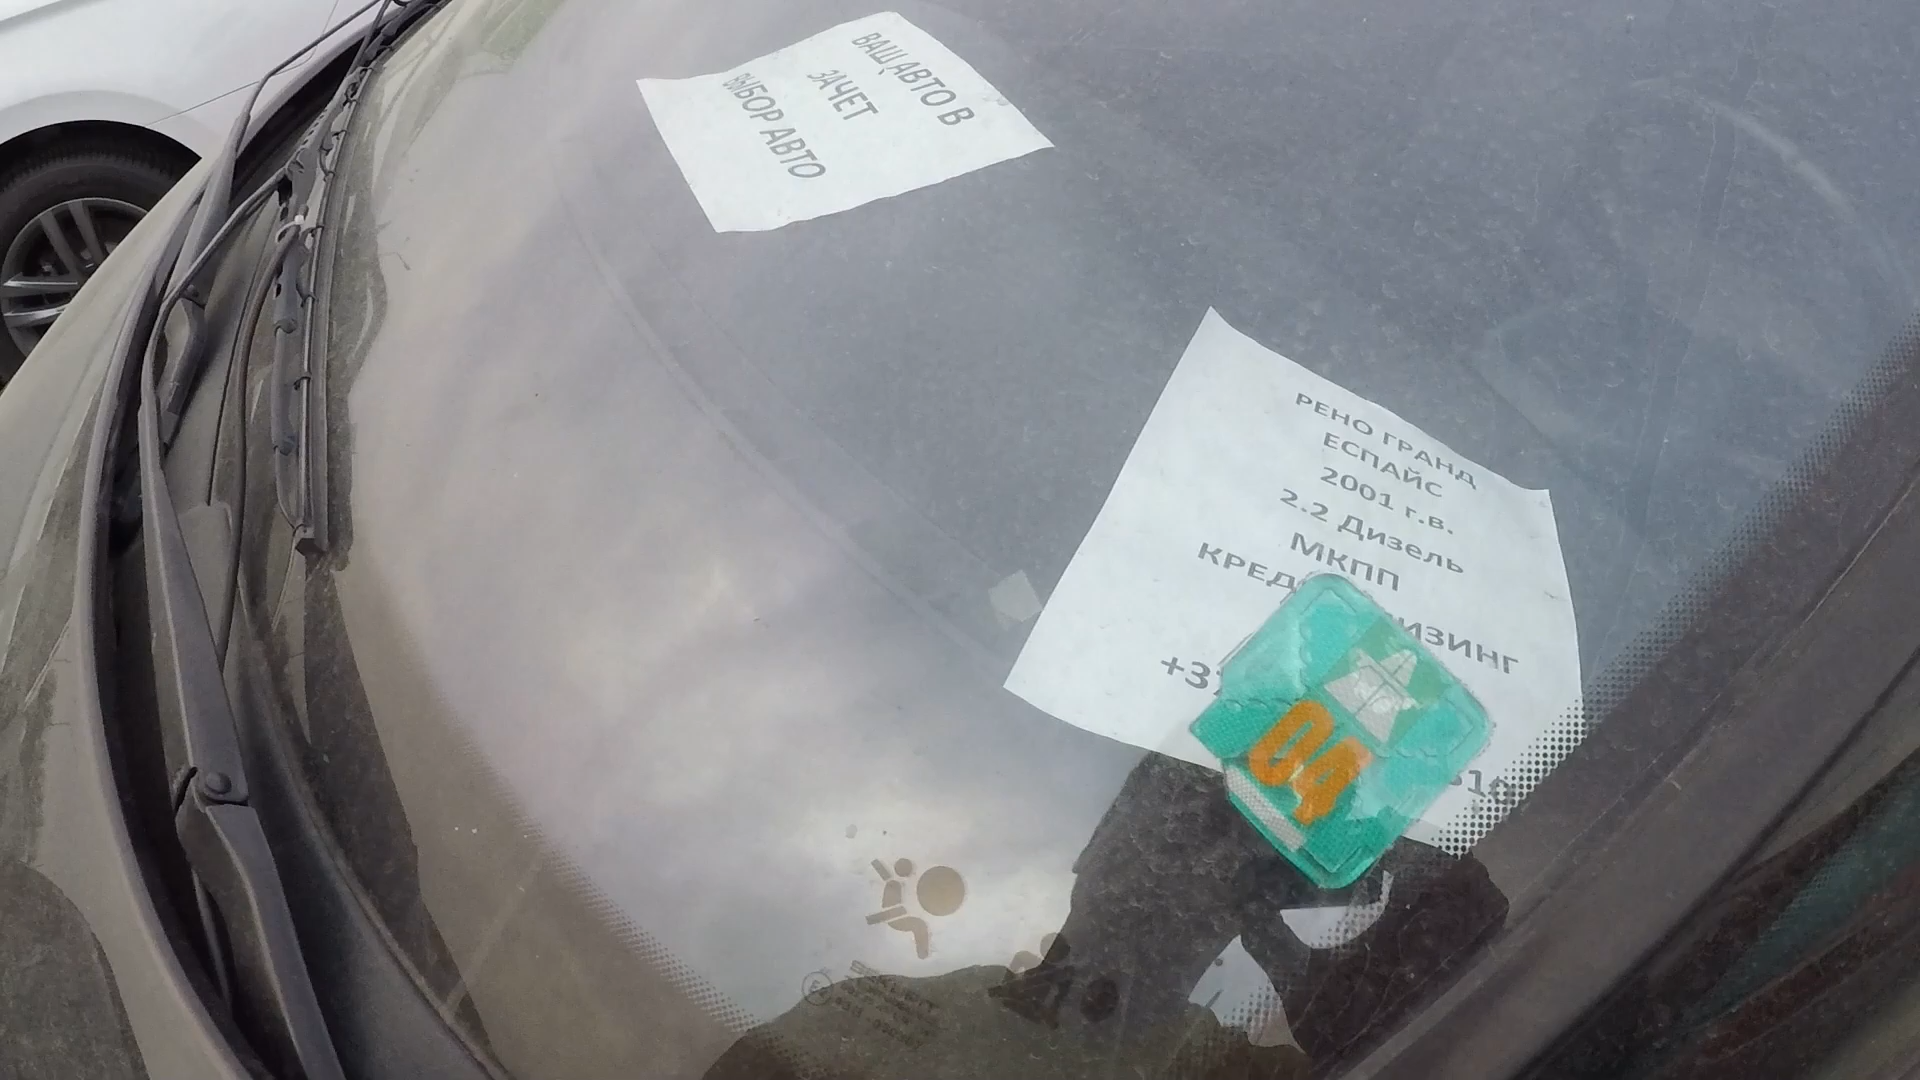 ВАШ АВТО В
ЗАЧЕТ
ВЫБОР АВТО
РЕНО ГРАНД
ЕСПАЙС
2001 г.в.
2.2 Дизель
МКПП
04